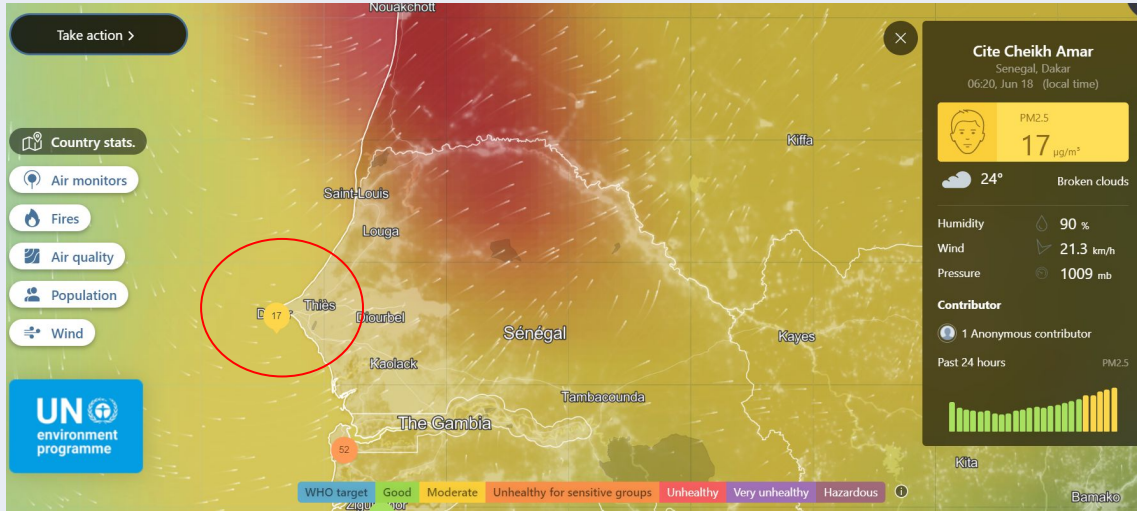 Take action >
Country stats.
Air monitors
Fires
Air quality
Population
Wind
UN
environment
programme
Nouakchott
Kiffa
Saint-Louis
Louga
17
Thiès
Diourbel
Sénégal
Kayes
Kaolack
Tambacounda
The Gambia
52
Kita
Bamako
WHO target Good Moderate Unhealthy for sensitive groups Unhealthy Very unhealthy Hazardous
Cite Cheikh Amar
Senegal, Dakar
06:20, Jun 18 (local time)
PM2.5
17 µg/m³
24° Broken clouds
Humidity 90 %
Wind 21.3 km/h
Pressure 1009 mb
Contributor
1 Anonymous contributor
Past 24 hours PM2.5